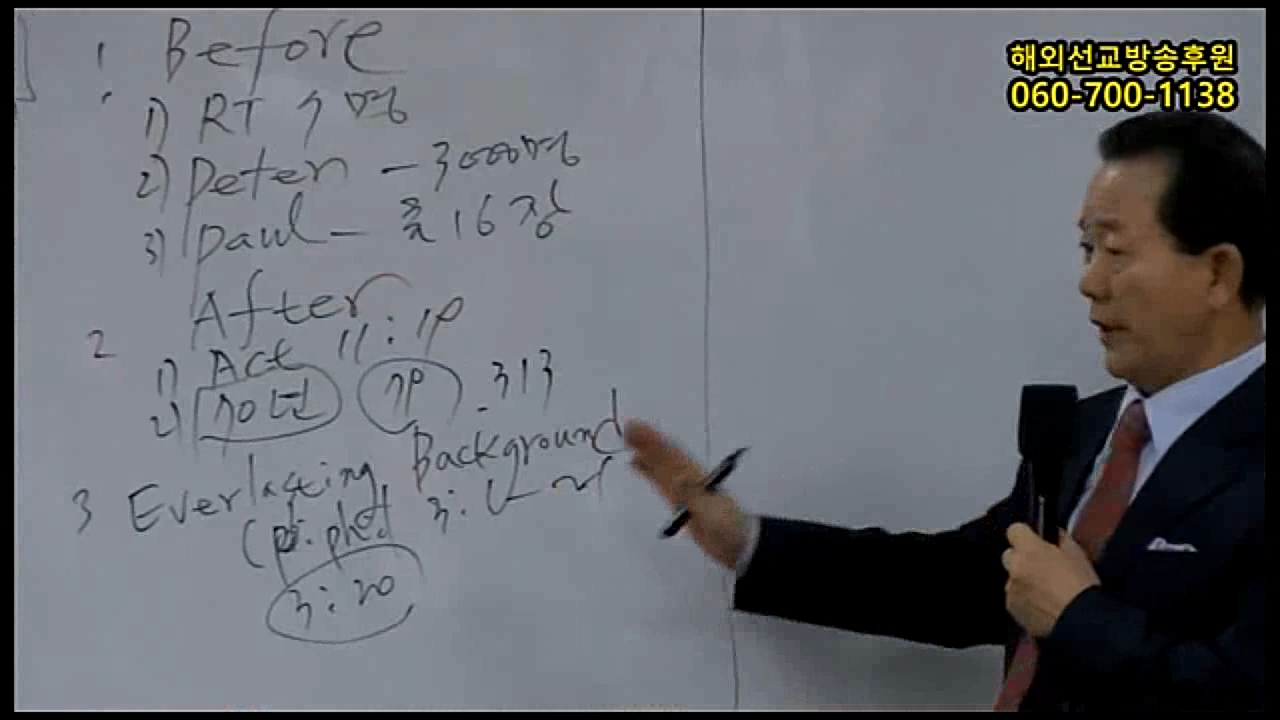 해외선교방송후원
060-700-1138
1. Before
1) RT 7명
2) Peter - 3000명
3) Paul - 행 16장
2 After
1) Act 11:19
2) 70년 313
3 Everlasting Background
3:20